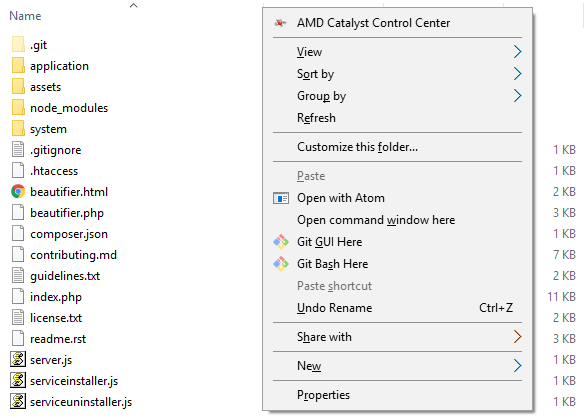 Name
.git
application
assets
node_modules
system
.gitignore
1 KB
.htaccess
1 KB
beautifier.html
2 KB
beautifier.php
3 KB
composer.json
1 KB
contributing.md
7 KB
guidelines.txt
2 KB
index.php
11 KB
license.txt
2 KB
readme.rst
3 KB
server.js
1 KB
serviceinstaller.js
1 KB
serviceuninstaller.js
1 KB
AMD Catalyst Control Center
View
Sort by
Group by
Refresh
Customize this folder...
Paste
Open with Atom
Open command window here
Git GUI Here
Git Bash Here
Paste shortcut
Undo Rename Ctrl+Z
Share with
New
Properties